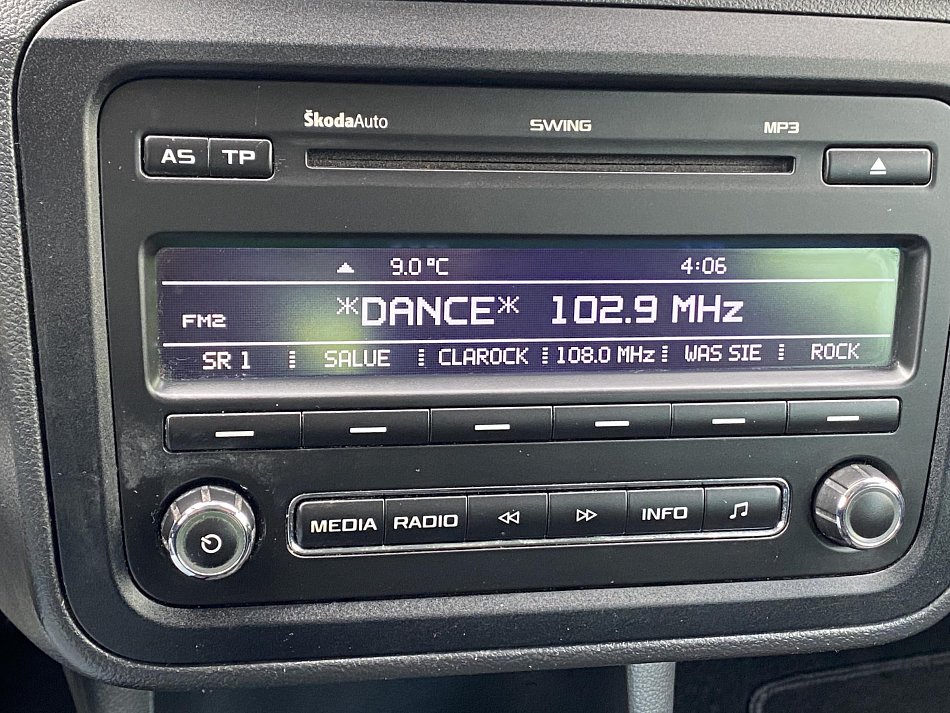 ŠkodaAuto SWING MP3
AS TP
9.0 °C 4:06
FM2 *DANCE* 102.9 MHz
SR 1 SALUE CLAROCK 108.0 MHz WAS SIE ROCK
MEDIA RADIO INFO